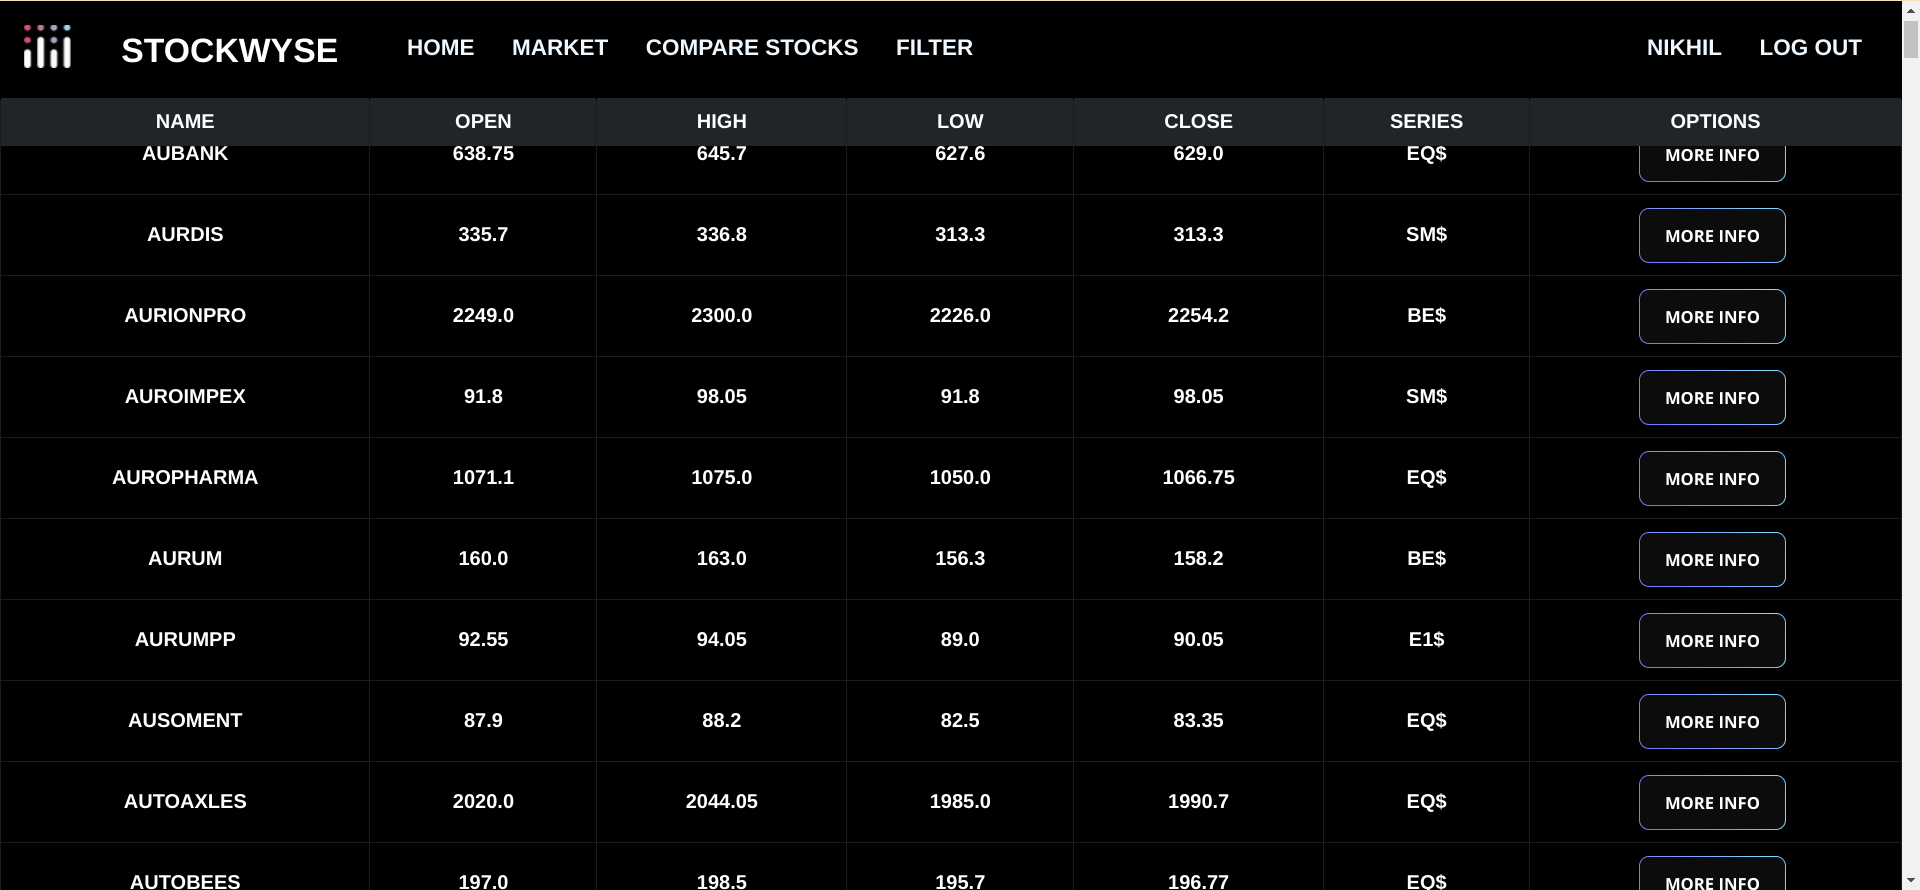 STOCKWYSE HOME MARKET COMPARE STOCKS FILTER NIKHIL LOG OUT
NAME OPEN HIGH LOW CLOSE SERIES OPTIONS
AUBANK 638.75 645.7 627.6 629.0 EQ$ MORE INFO
AURDIS 335.7 336.8 313.3 313.3 SM$ MORE INFO
AURIONPRO 2249.0 2300.0 2226.0 2254.2 BE$ MORE INFO
AUROIMPEX 91.8 98.05 91.8 98.05 SM$ MORE INFO
AUROPHARMA 1071.1 1075.0 1050.0 1066.75 EQ$ MORE INFO
AURUM 160.0 163.0 156.3 158.2 BE$ MORE INFO
AURUMPP 92.55 94.05 89.0 90.05 E1$ MORE INFO
AUSOMENT 87.9 88.2 82.5 83.35 EQ$ MORE INFO
AUTOAXLES 2020.0 2044.05 1985.0 1990.7 EQ$ MORE INFO
AUTOBEES 197.0 198.5 195.7 196.77 EQ$ MORE INFO